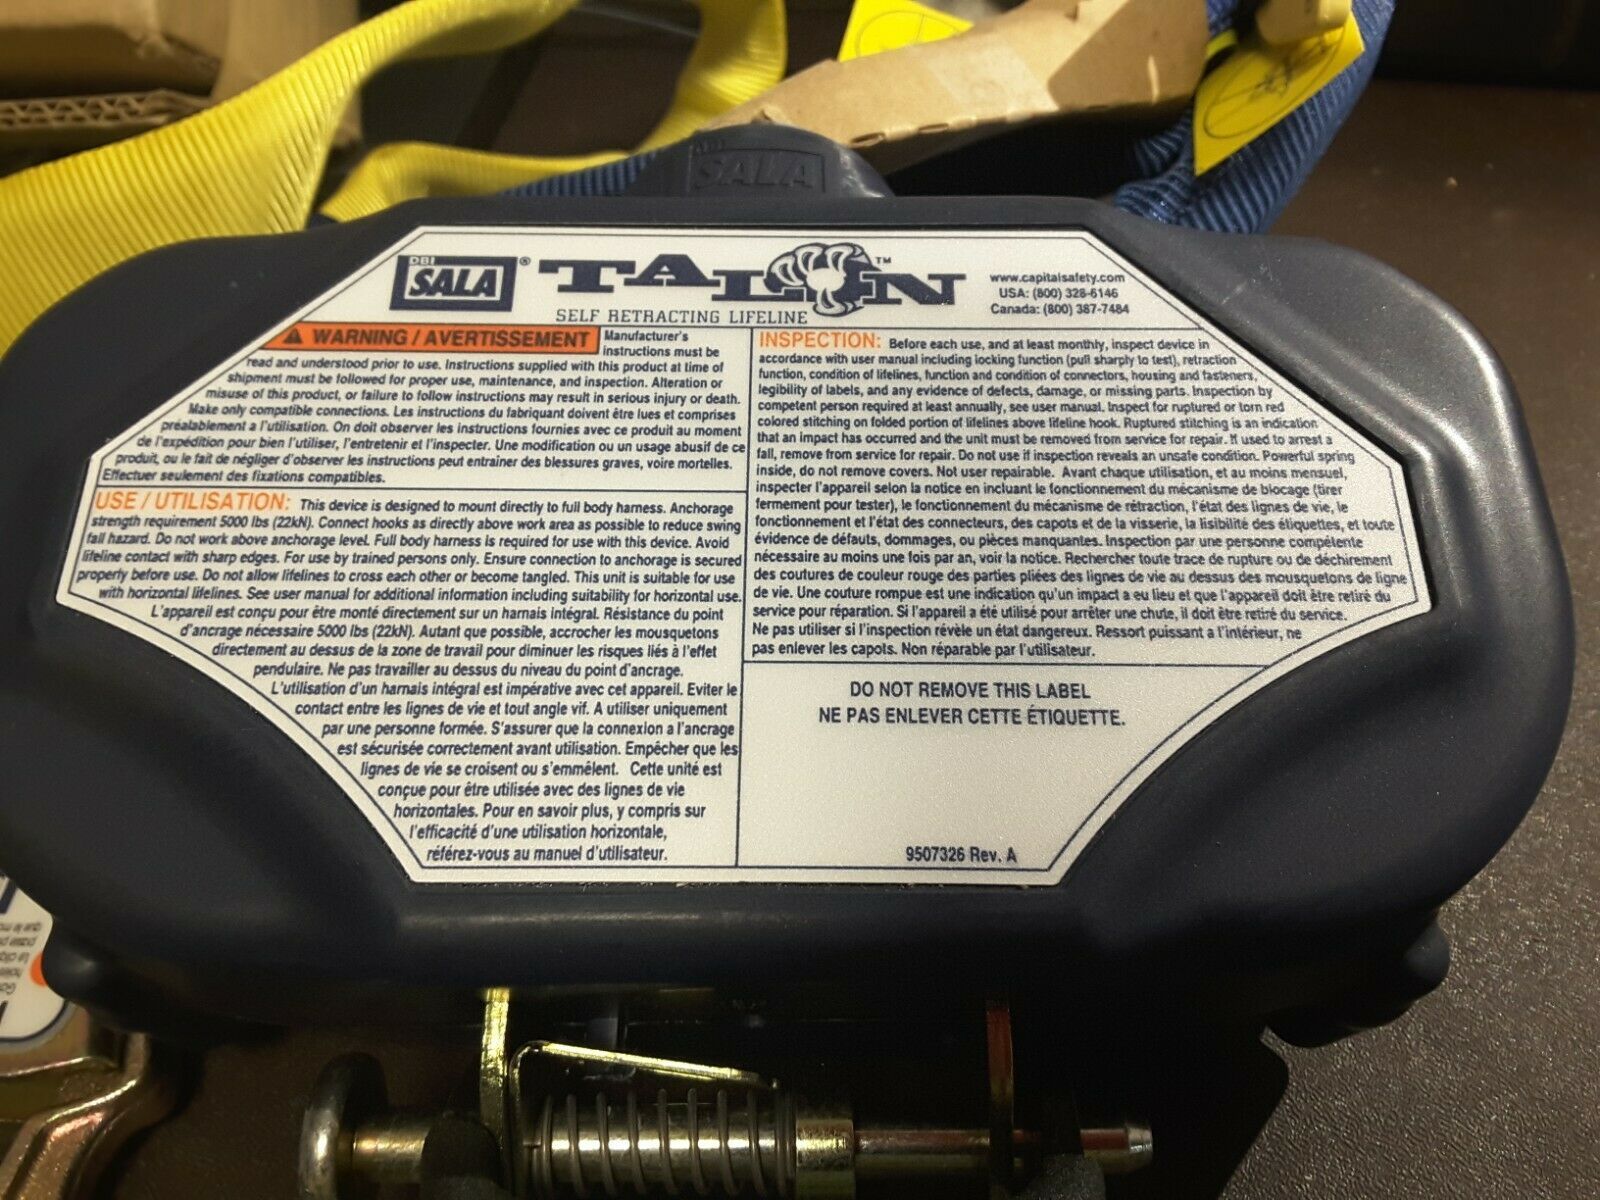 DBI
SALA
DBI
SALA®
TALON™
SELF RETRACTING LIFELINE
www.capitalsafety.com
USA: (800) 328-6146
Canada: (800) 387-7484
WARNING / AVERTISSEMENT Manufacturer's
instructions must be
read and understood prior to use. Instructions supplied with this product at time of
shipment must be followed for proper use, maintenance, and inspection. Alteration or
misuse of this product, or failure to follow instructions may result in serious injury or death.
Make only compatible connections. Les instructions du fabriquant doivent être lues et comprises
préalablement a l'utilisation. On doit observer les instructions fournies avec ce produit au moment
de l'expédition pour bien l'utiliser, l'entretenir et l'inspecter. Une modification ou un usage abusif de ce
produit, ou le fait de négliger d'observer les instructions peut entraîner des blessures graves, voire mortelles.
Effectuer seulement des fixations compatibles.
USE / UTILISATION: This device is designed to mount directly to full body harness. Anchorage
strength requirement 5000 lbs (22kN). Connect hooks as directly above work area as possible to reduce swing
fall hazard. Do not work above anchorage level. Full body harness is required for use with this device. Avoid
lifeline contact with sharp edges. For use by trained persons only. Ensure connection to anchorage is secured
properly before use. Do not allow lifelines to cross each other or become tangled. This unit is suitable for use
with horizontal lifelines. See user manual for additional information including suitability for horizontal use.
L'appareil est conçu pour être monté directement sur un harnais intégral. Résistance du point
d'ancrage nécessaire 5000 lbs (22kN). Autant que possible, accrocher les mousquetons
directement au dessus de la zone de travail pour diminuer les risques liés à l'effet
pendulaire. Ne pas travailler au dessus du niveau du point d'ancrage.
L'utilisation d'un harnais intégral est impérative avec cet appareil. Eviter le
contact entre les lignes de vie et tout angle vif. A utiliser uniquement
par une personne formée. S'assurer que la connexion a l'ancrage
est sécurisée correctement avant utilisation. Empêcher que les
lignes de vie se croisent ou s'emmêlent. Cette unité est
conçue pour être utilisée avec des lignes de vie
horizontales. Pour en savoir plus, y compris sur
l'efficacité d'une utilisation horizontale,
référez-vous au manuel d'utilisateur.
INSPECTION: Before each use, and at least monthly, inspect device in
accordance with user manual including locking function (pull sharply to test), retraction
function, condition of lifelines, function and condition of connectors, housing and fasteners,
legibility of labels, and any evidence of defects, damage, or missing parts. Inspection by
competent person required at least annually, see user manual. Inspect for ruptured or torn red
colored stitching on folded portion of lifelines above lifeline hook. Ruptured stitching is an indication
that an impact has occurred and the unit must be removed from service for repair. If used to arrest a
fall, remove from service for repair. Do not use if inspection reveals an unsafe condition. Powerful spring
inside, do not remove covers. Not user repairable. Avant chaque utilisation, et au moins mensuel,
inspecter l'appareil selon la notice en incluant le fonctionnement du mécanisme de blocage (tirer
fermement pour tester), le fonctionnement du mécanisme de rétraction, l'état des lignes de vie, le
fonctionnement et l'état des connecteurs, des capots et de la visserie, la lisibilité des étiquettes, et toute
évidence de défauts, dommages, ou pièces manquantes. Inspection par une personne compétente
nécessaire au moins une fois par an, voir la notice. Rechercher toute trace de rupture ou de déchirement
des coutures de couleur rouge des parties pliées des lignes de vie au dessus des mousquetons de ligne
de vie. Une couture rompue est une indication qu'un impact a eu lieu et que l'appareil doit être retiré du
service pour réparation. Si l'appareil a été utilisé pour arrêter une chute, il doit être retiré du service.
Ne pas utiliser si l'inspection révèle un état dangereux. Ressort puissant a l'intérieur, ne
pas enlever les capots. Non réparable par l'utilisateur.
DO NOT REMOVE THIS LABEL
NE PAS ENLEVER CETTE ÉTIQUETTE.
9507326 Rev. A